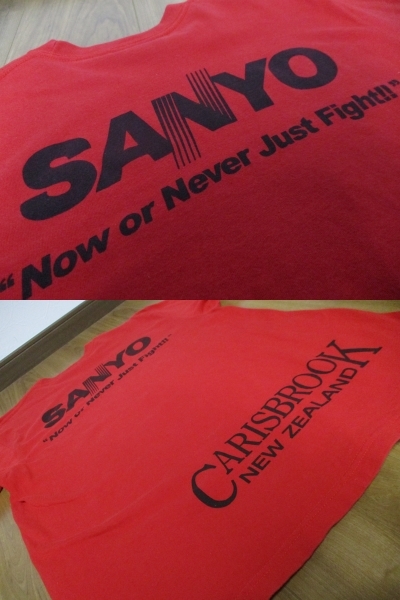 SANYO
"Now or Never Just Fight!!"
SANYO
"Now or Never Just Fight!!"
CARISBROOK
NEW ZEALAND